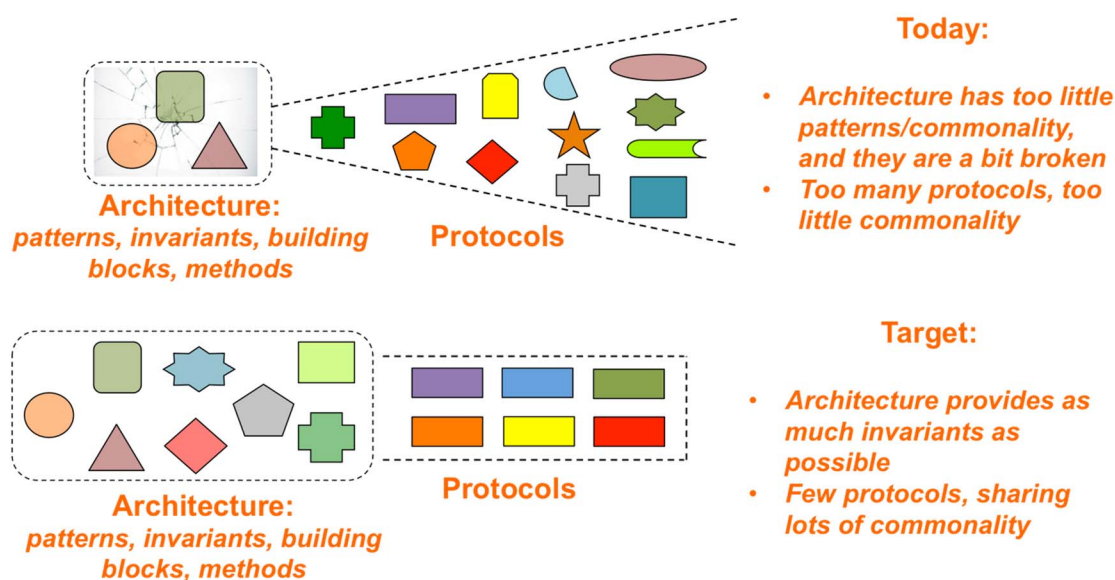 Today:
• Architecture has too little
patterns/commonality,
and they are a bit broken
• Too many protocols, too
little commonality
Architecture:
patterns, invariants, building
blocks, methods
Protocols
Target:
• Architecture provides as
much invariants as
possible
• Few protocols, sharing
lots of commonality
Protocols
Architecture:
patterns, invariants, building
blocks, methods